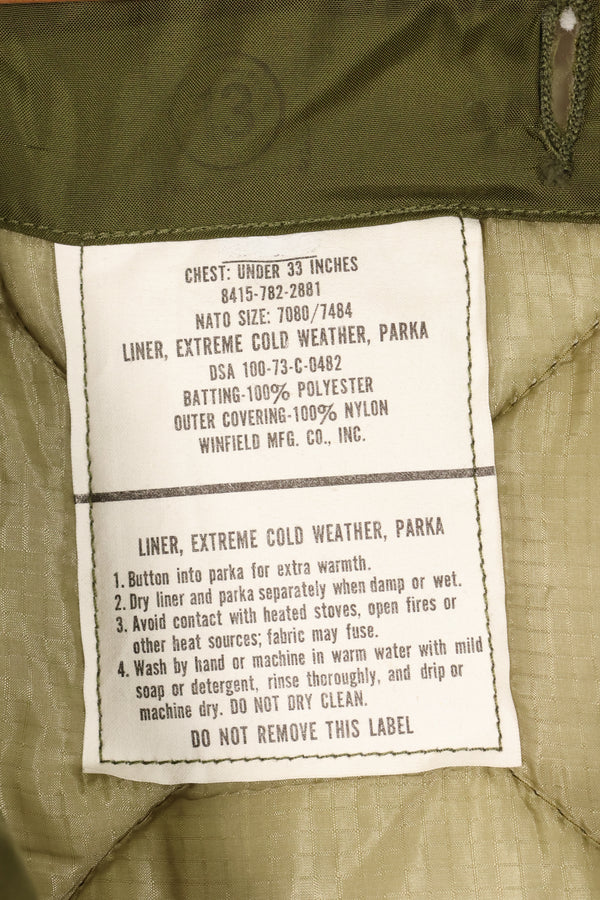 3
CHEST: UNDER 33 INCHES
8415-782-2881
NATO SIZE: 7080/7484
LINER, EXTREME COLD WEATHER, PARKA
DSA 100-73-C-0482
BATTING-100% POLYESTER
OUTER COVERING-100% NYLON
WINFIELD MFG. CO., INC.
LINER, EXTREME COLD WEATHER, PARKA
1. Button into parka for extra warmth.
2. Dry liner and parka separately when damp or wet.
3. Avoid contact with heated stoves, open fires or
other heat sources; fabric may fuse.
4. Wash by hand or machine in warm water with mild
soap or detergent, rinse thoroughly, and drip or
machine dry. DO NOT DRY CLEAN.
DO NOT REMOVE THIS LABEL